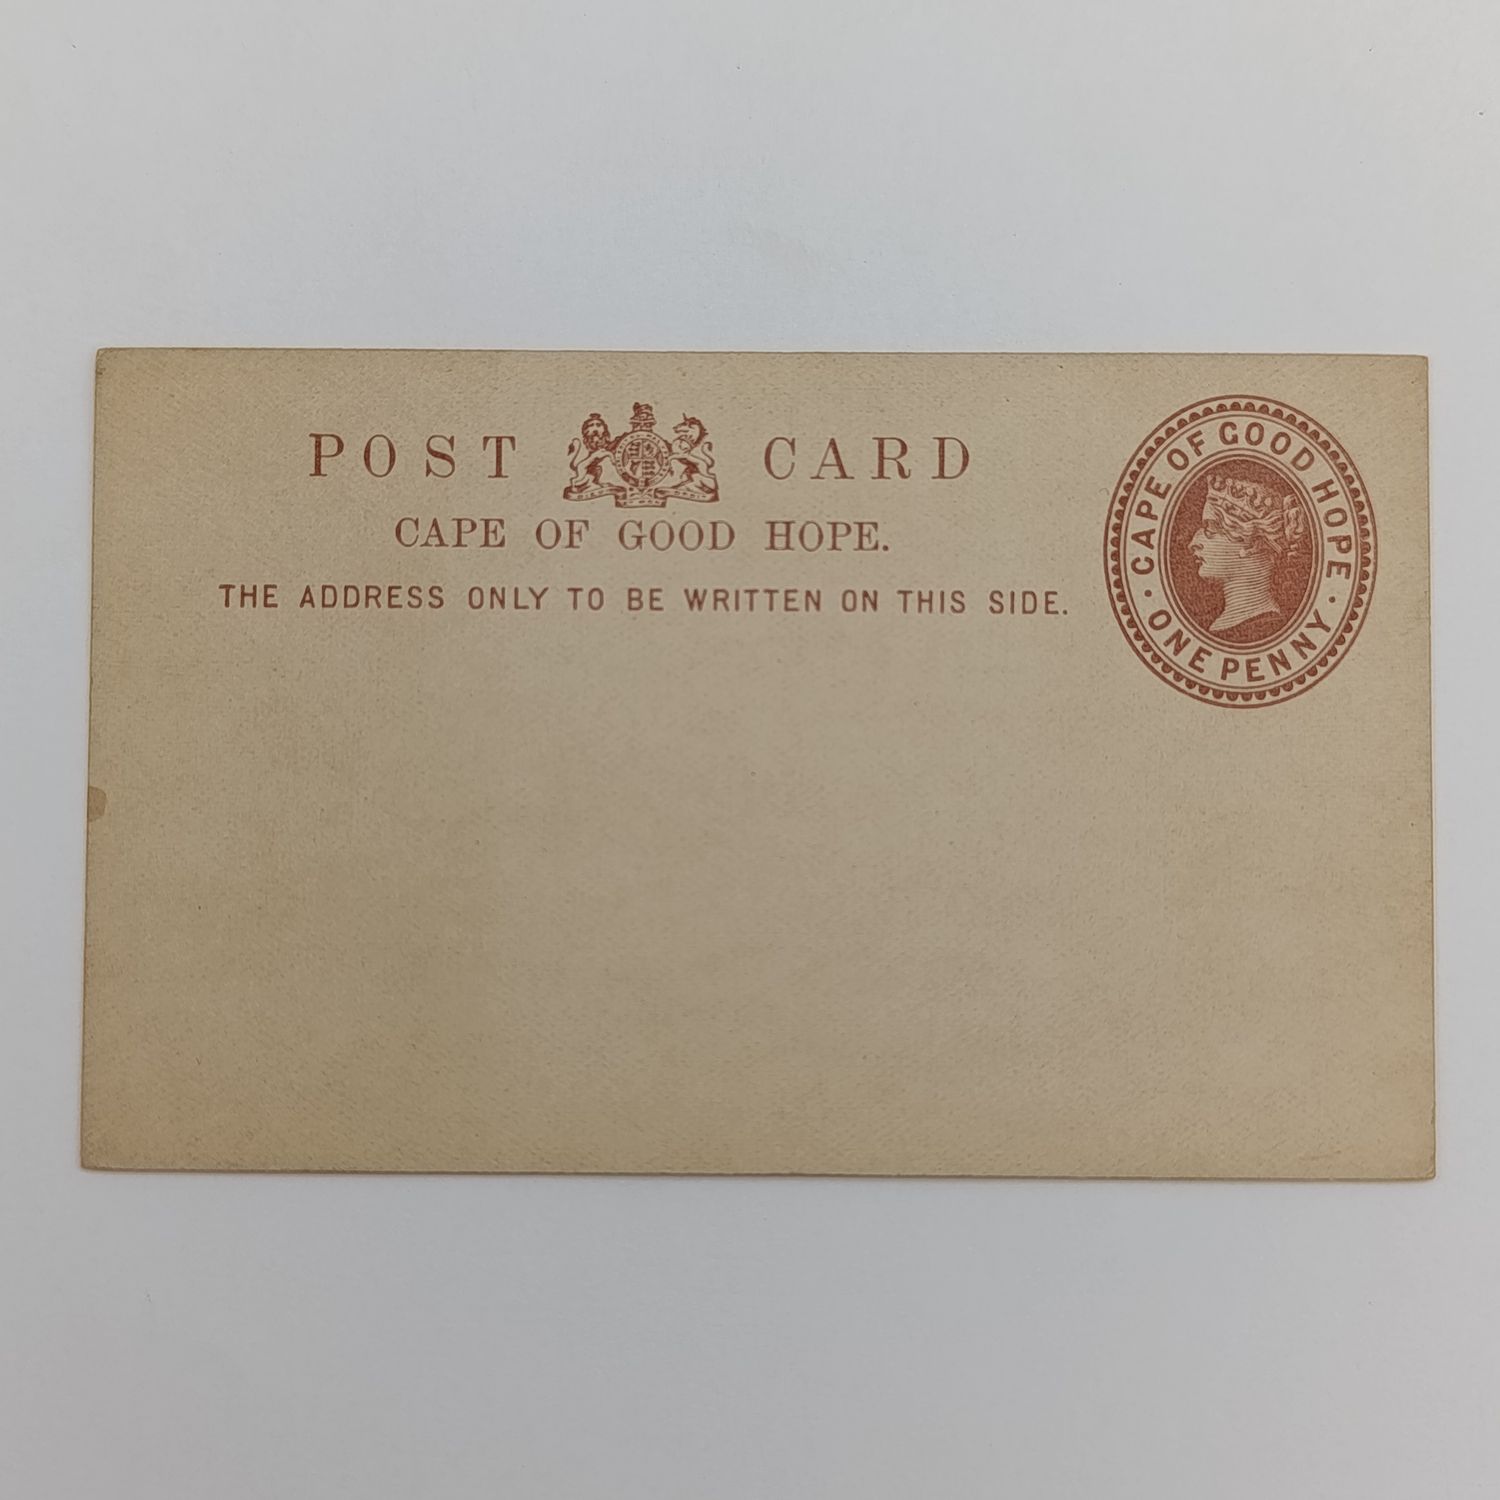 POST CARD
CAPE OF GOOD HOPE.
THE ADDRESS ONLY TO BE WRITTEN ON THIS SIDE.
CAPE OF GOOD HOPE
· ONE PENNY ·